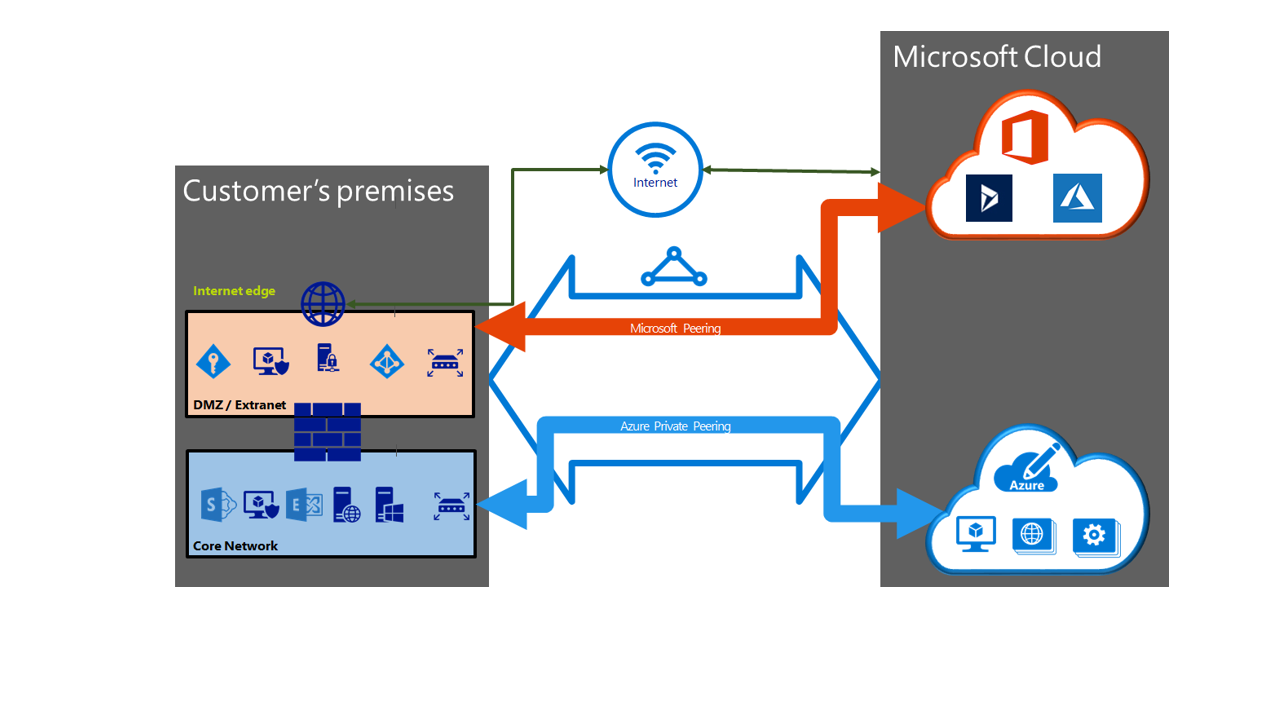 Microsoft Cloud
Internet
Customer's premises
Internet edge
Microsoft Peering
DMZ / Extranet
Azure Private Peering
Azure
S
E
Core Network